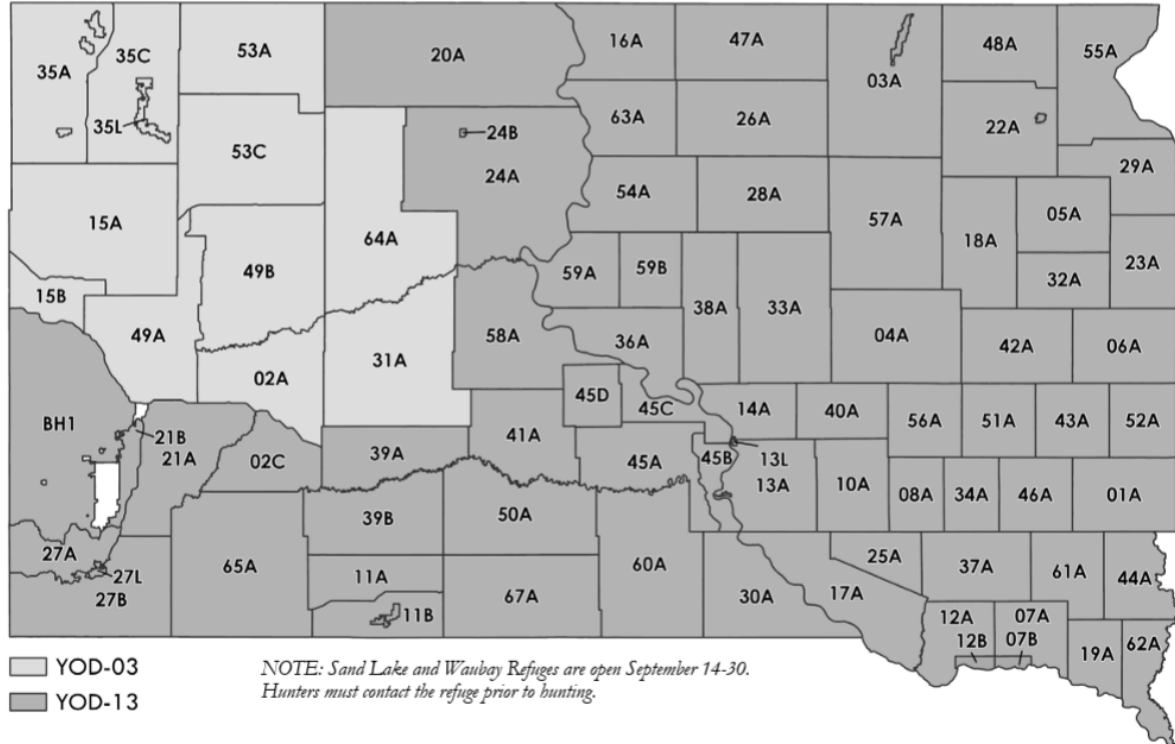 35A
35C
53A
20A
16A
47A
03A
48A
55A
35L
53C
24B
24A
63A
26A
22A
29A
15A
64A
54A
28A
57A
18A
05A
23A
49B
59A
59B
38A
33A
32A
15B
49A
02A
31A
58A
36A
04A
42A
06A
BH1
21B
21A
02C
39A
41A
45D
45C
45A
45B
14A
13L
13A
40A
10A
56A
51A
43A
52A
08A
34A
46A
01A
27A
27L
27B
65A
39B
50A
11A
11B
67A
60A
30A
17A
25A
37A
61A
44A
12A
07A
12B
07B
19A
62A
YOD-03
YOD-13
NOTE: Sand Lake and Waubay Refuges are open September 14-30.
Hunters must contact the refuge prior to hunting.